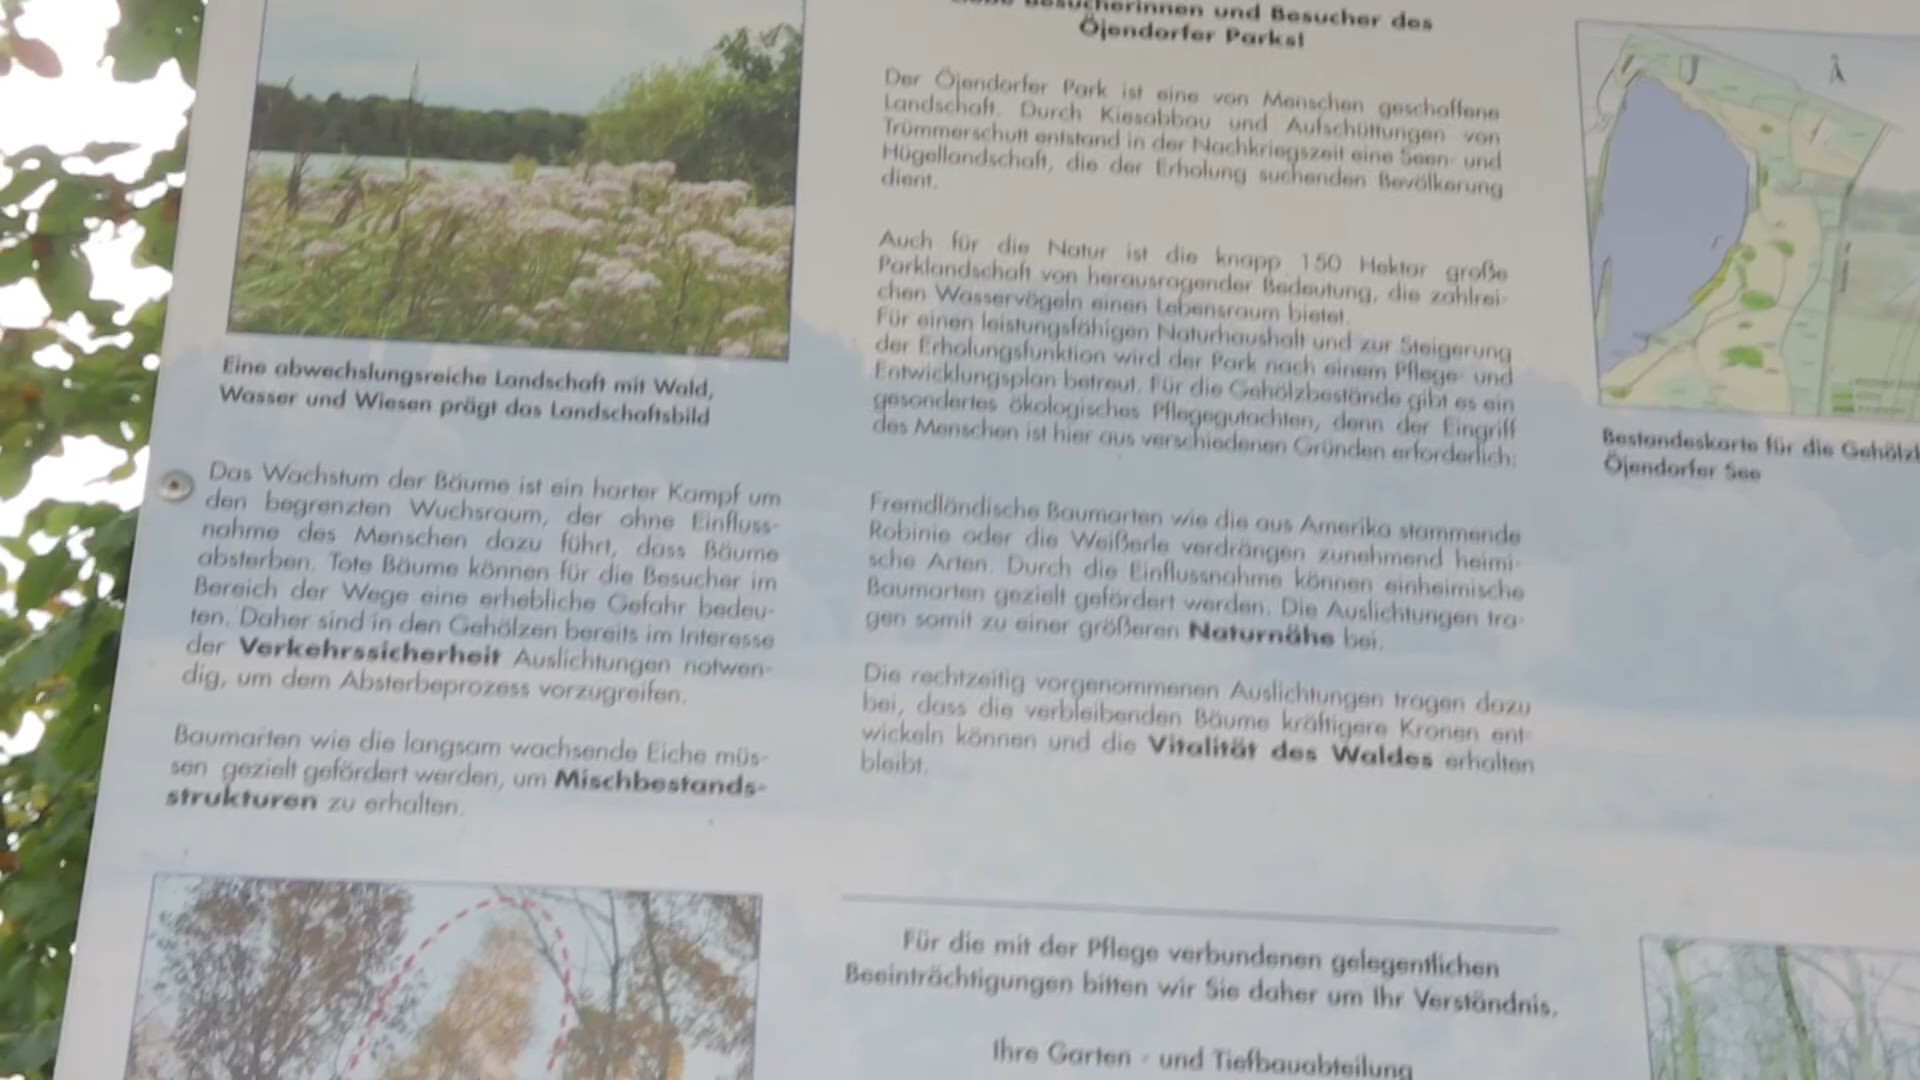 Eine abwechslungsreiche Landschaft mit Wald,
Wasser und Wiesen prägt das Landschaftsbild
Das Wachstum der Bäume ist ein harter Kampf um
den begrenzten Wuchsraum, der ohne Einfluss-
nahme des Menschen dazu führt, dass Bäume
absterben. Tote Bäume können für die Besucher im
Bereich der Wege eine erhebliche Gefahr bedeu-
ten. Daher sind in den Gehölzen bereits im Interesse
der Verkehrssicherheit Auslichtungen notwen-
dig, um dem Absterbeprozess vorzugreifen.
Baumarten wie die langsam wachsende Eiche müs-
sen gezielt gefördert werden, um Mischbestands-
strukturen zu erhalten.
Besucherinnen und Besucher des
Öjendorfer Parks!
Der Öjendorfer Park ist eine von Menschen geschaffene
Landschaft. Durch Kiesabbau und Aufschüttungen von
Trümmerschutt entstand in der Nachkriegszeit eine Seen- und
Hügellandschaft, die der Erholung suchenden Bevölkerung
dient.
Auch für die Natur ist die knapp 150 Hektar große
Parklandschaft von herausragender Bedeutung, die zahlrei-
chen Wasservögeln einen Lebensraum bietet.
Für einen leistungsfähigen Naturhaushalt und zur Steigerung
der Erholungsfunktion wird der Park nach einem Pflege- und
Entwicklungsplan betreut. Für die Gehölzbestände gibt es ein
gesondertes ökologisches Pflegegutachten, denn der Eingriff
des Menschen ist hier aus verschiedenen Gründen erforderlich:
Fremdländische Baumarten wie die aus Amerika stammende
Robinie oder die Weißerle verdrängen zunehmend heimi-
sche Arten. Durch die Einflussnahme können einheimische
Baumarten gezielt gefördert werden. Die Auslichtungen tra-
gen somit zu einer größeren Naturnähe bei.
Die rechtzeitig vorgenommenen Auslichtungen tragen dazu
bei, dass die verbleibenden Bäume kräftigere Kronen ent-
wickeln können und die Vitalität des Waldes erhalten
bleibt.
Für die mit der Pflege verbundenen gelegentlichen
Beeinträchtigungen bitten wir Sie daher um Ihr Verständnis.
Ihre Garten - und Tiefbauabteilung
Bestandeskarte für die
Öjendorfer See